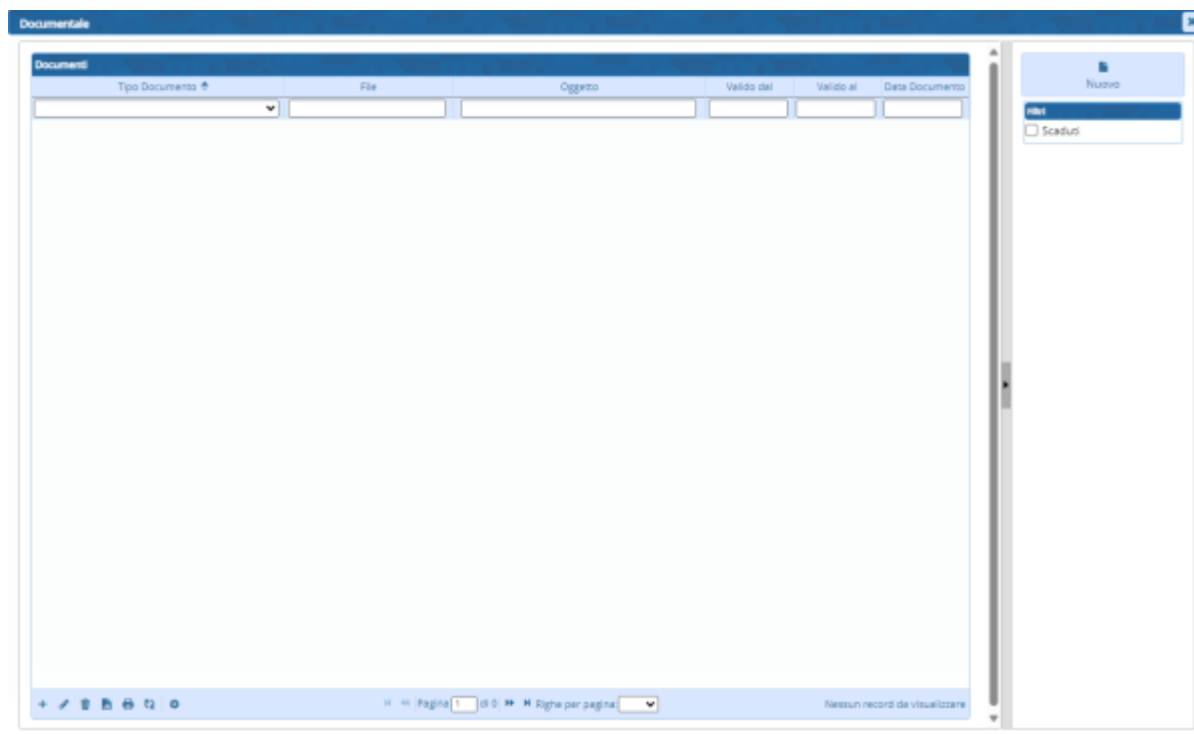 Documentale
Documenti
Tipo Documento File Oggetto Valido dal Valido al Data Documento
Pagina 1 di 0 Righe per pagina:
Nessun record da visualizzare
Nuovo
Filtri
Scaduti